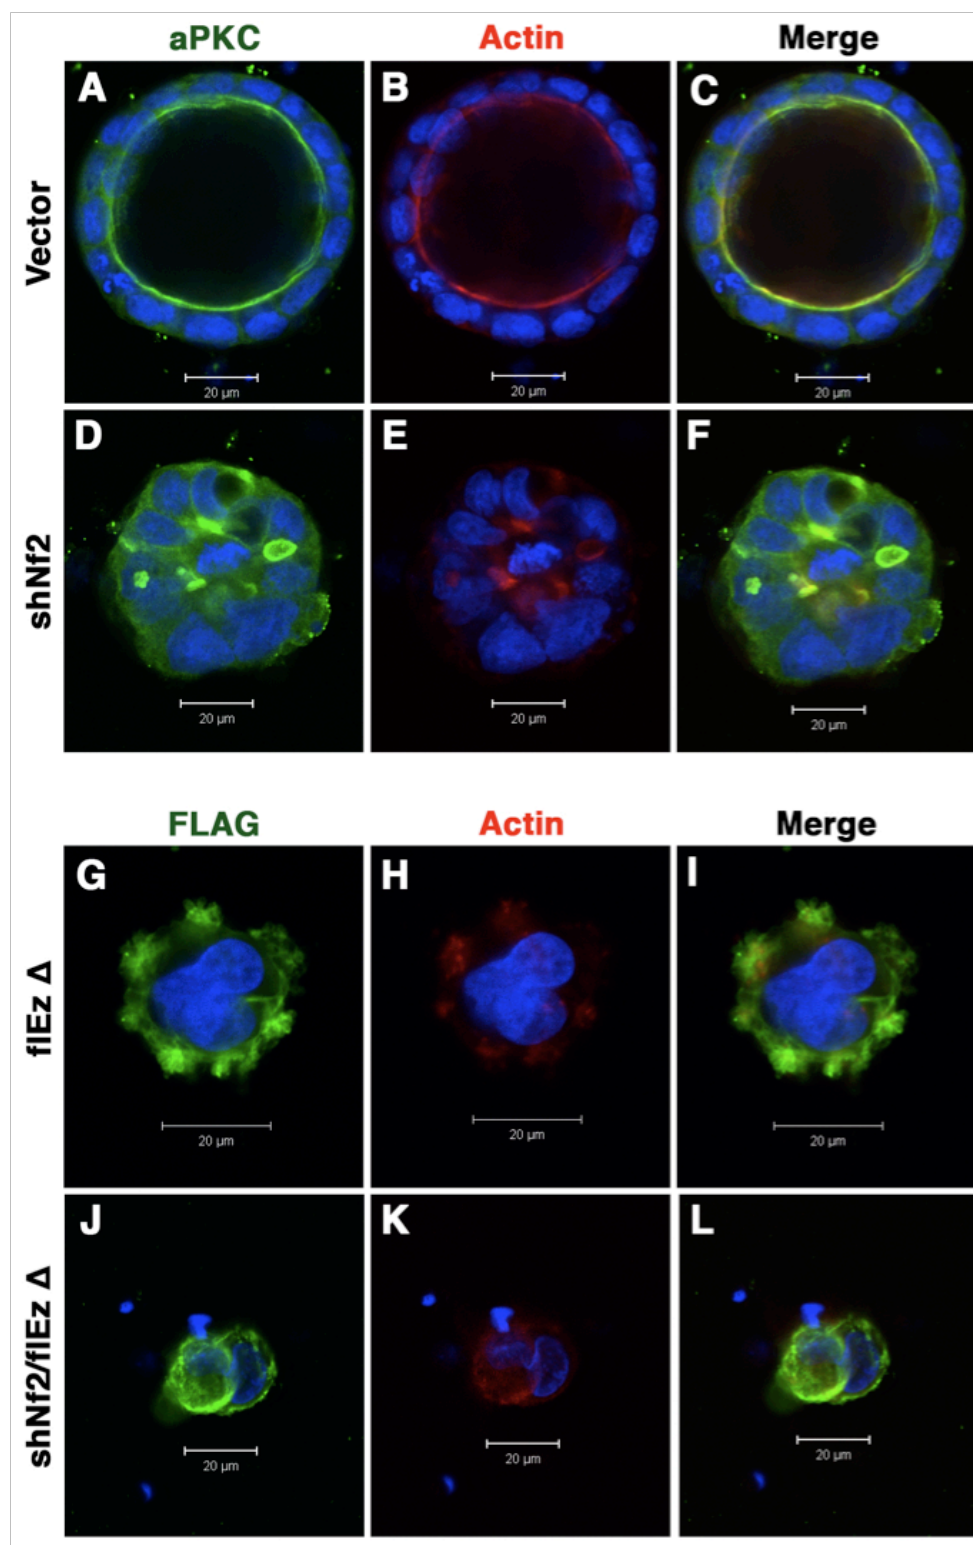 aPKC Actin Merge
Vector
A B C
20 µm 20 µm 20 µm
shNf2
D E F
20 µm 20 µm 20 µm
FLAG Actin Merge
flEz Δ
G H I
20 µm 20 µm 20 µm
shNf2/flEz Δ
J K L
20 µm 20 µm 20 µm